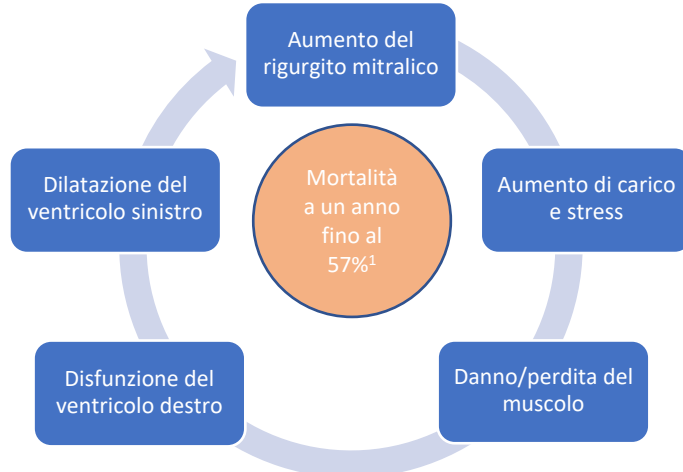 Aumento del
rigurgito mitralico
Aumento di carico
e stress
Danno/perdita del
muscolo
Disfunzione del
ventricolo destro
Dilatazione del
ventricolo sinistro
Mortalità
a un anno
fino al
57%¹